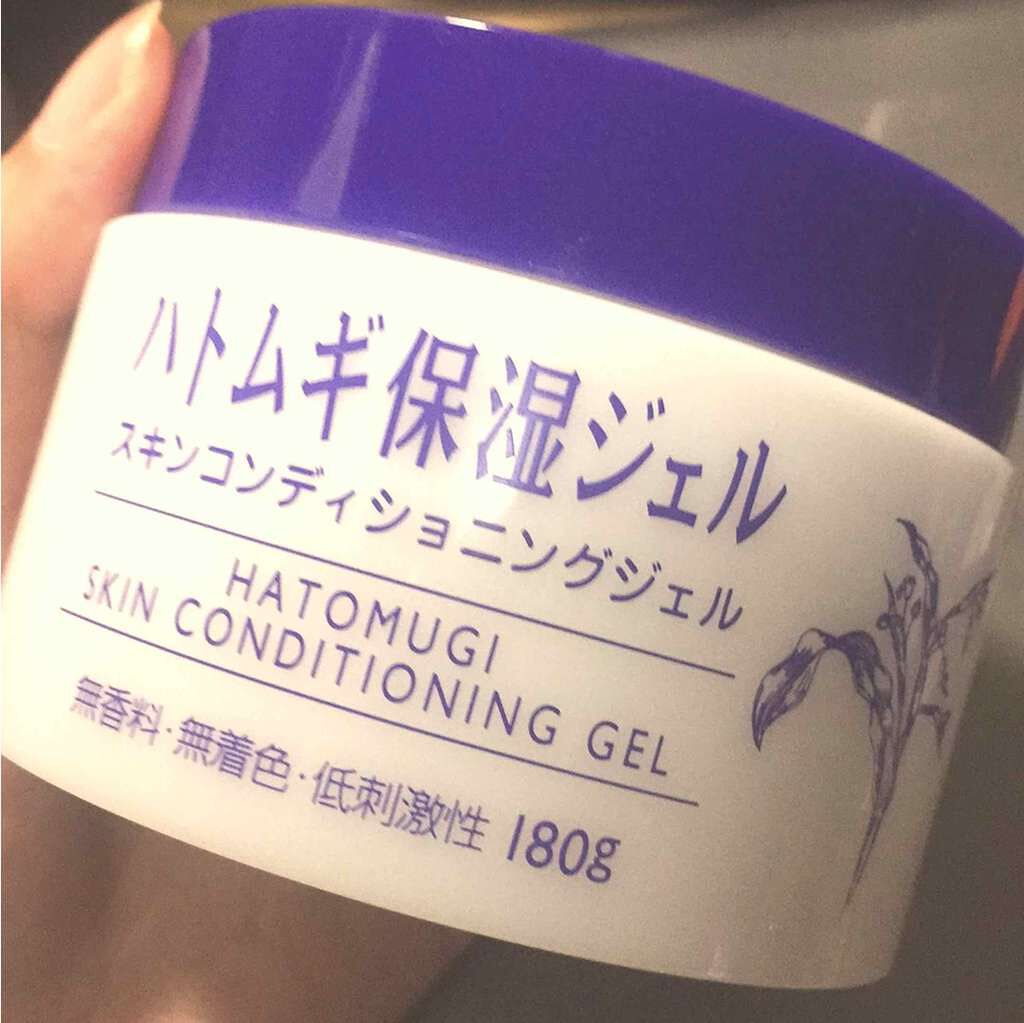 ハトムギ保湿ジェル
スキンコンディショニングジェル
HATOMUGI
SKIN CONDITIONING GEL
無香料・無着色・低刺激性 180g